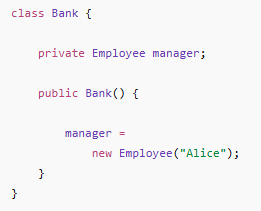 class Bank {
private Employee manager;
public Bank() {
manager =
new Employee("Alice");
}
}